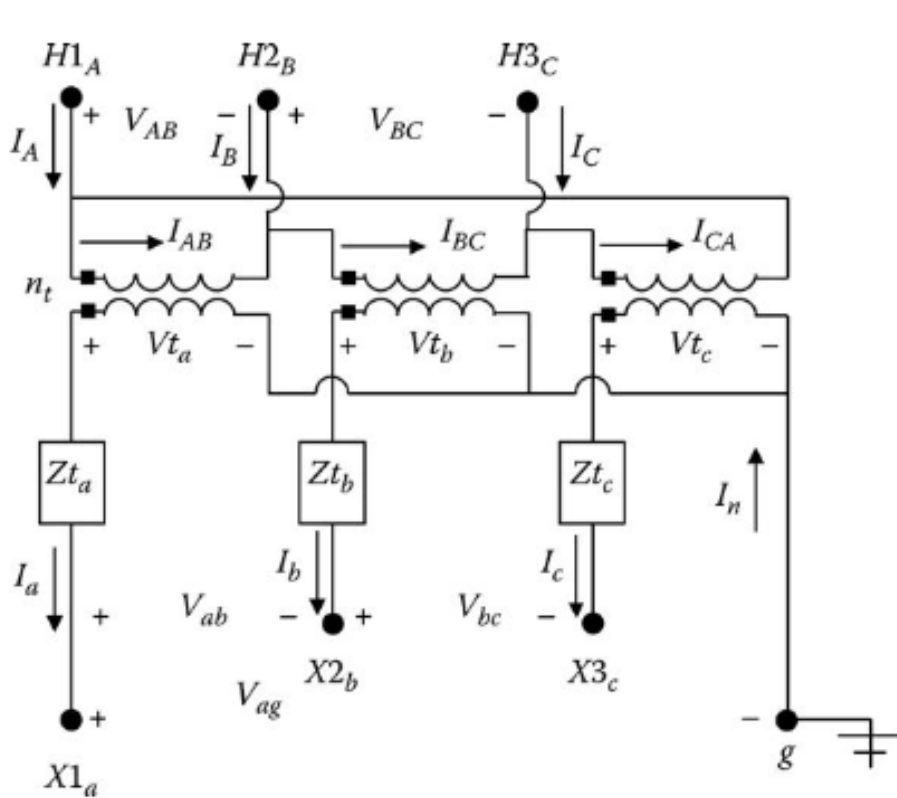 H1A H2B H3C
+ VAB − + VBC −
IA IB IC
IAB IBC ICA
nt
+ Vta − + Vtb − + Vtc −
Zta Ztb Ztc
In
Ia Ib Ic
+ Vab − + Vbc −
X2b X3c
Vag
+ −
X1a g